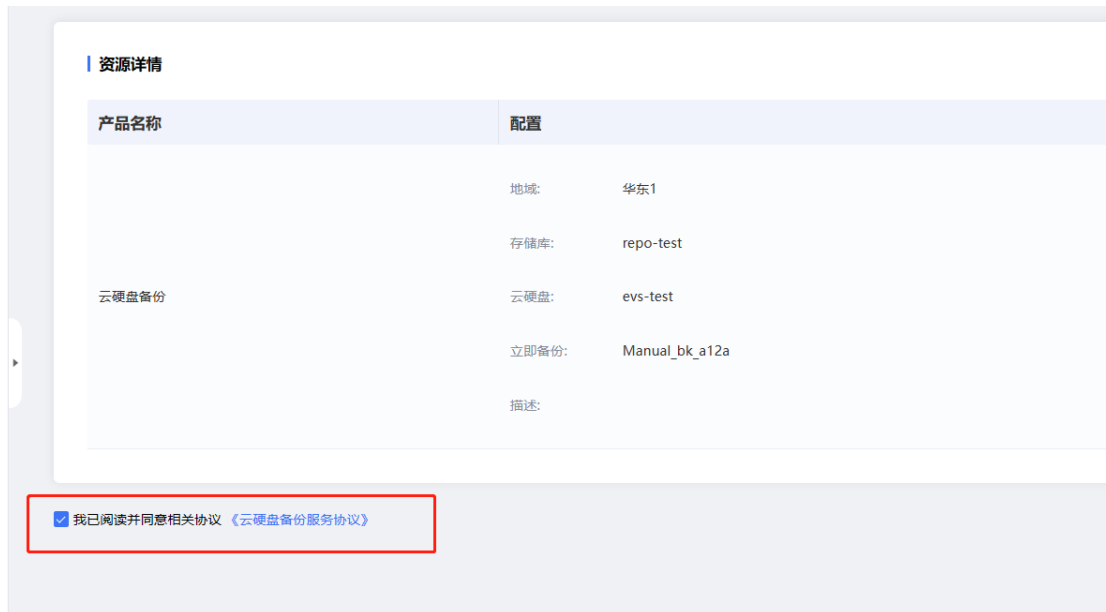 资源详情
产品名称 配置
地域: 华东1
存储库: repo-test
云硬盘备份 云硬盘: evs-test
立即备份: Manual_bk_a12a
描述:
我已阅读并同意相关协议 《云硬盘备份服务协议》